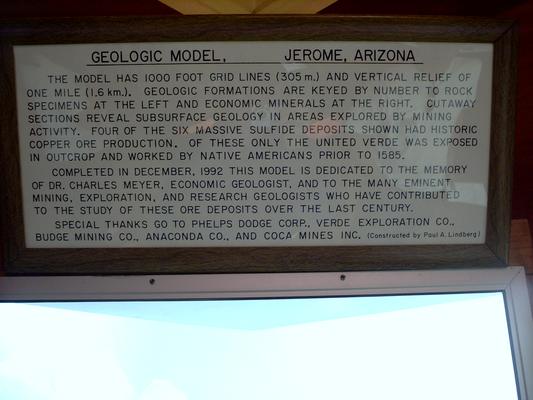 GEOLOGIC MODEL, JEROME, ARIZONA
THE MODEL HAS 1000 FOOT GRID LINES (305 m.) AND VERTICAL RELIEF OF
ONE MILE (1.6 km.). GEOLOGIC FORMATIONS ARE KEYED BY NUMBER TO ROCK
SPECIMENS AT THE LEFT AND ECONOMIC MINERALS AT THE RIGHT. CUTAWAY
SECTIONS REVEAL SUBSURFACE GEOLOGY IN AREAS EXPLORED BY MINING
ACTIVITY. FOUR OF THE SIX MASSIVE SULFIDE DEPOSITS SHOWN HAD HISTORIC
COPPER ORE PRODUCTION. OF THESE ONLY THE UNITED VERDE WAS EXPOSED
IN OUTCROP AND WORKED BY NATIVE AMERICANS PRIOR TO 1585.
COMPLETED IN DECEMBER, 1992 THIS MODEL IS DEDICATED TO THE MEMORY
OF DR. CHARLES MEYER, ECONOMIC GEOLOGIST, AND TO THE MANY EMINENT
MINING, EXPLORATION, AND RESEARCH GEOLOGISTS WHO HAVE CONTRIBUTED
TO THE STUDY OF THESE ORE DEPOSITS OVER THE LAST CENTURY.
SPECIAL THANKS GO TO PHELPS DODGE CORP., VERDE EXPLORATION CO.,
BUDGE MINING CO., ANACONDA CO., AND COCA MINES INC. (Constructed by Paul A. Lindberg)